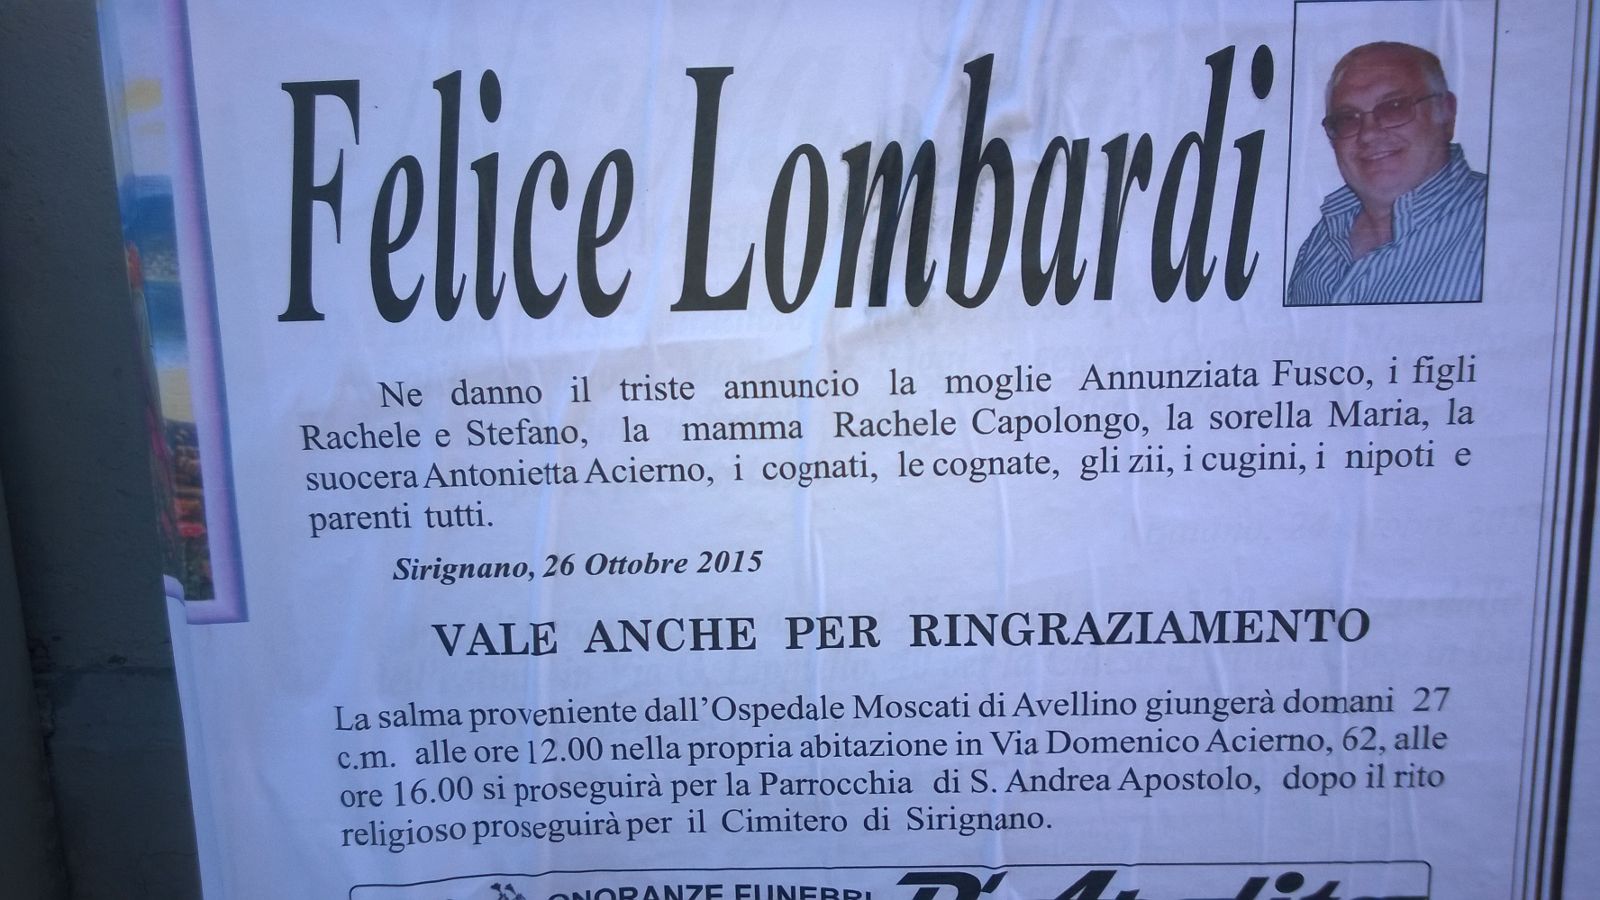 Felice Lombardi
Ne danno il triste annuncio la moglie Annunziata Fusco, i figli
Rachele e Stefano, la mamma Rachele Capolongo, la sorella Maria, la
suocera Antonietta Acierno, i cognati, le cognate, gli zii, i cugini, i nipoti e
parenti tutti.
Sirignano, 26 Ottobre 2015
VALE ANCHE PER RINGRAZIAMENTO
La salma proveniente dall'Ospedale Moscati di Avellino giungerà domani 27
c.m. alle ore 12.00 nella propria abitazione in Via Domenico Acierno, 62, alle
ore 16.00 si proseguirà per la Parrocchia di S. Andrea Apostolo, dopo il rito
religioso proseguirà per il Cimitero di Sirignano.
ONORANZE FUNEBRI